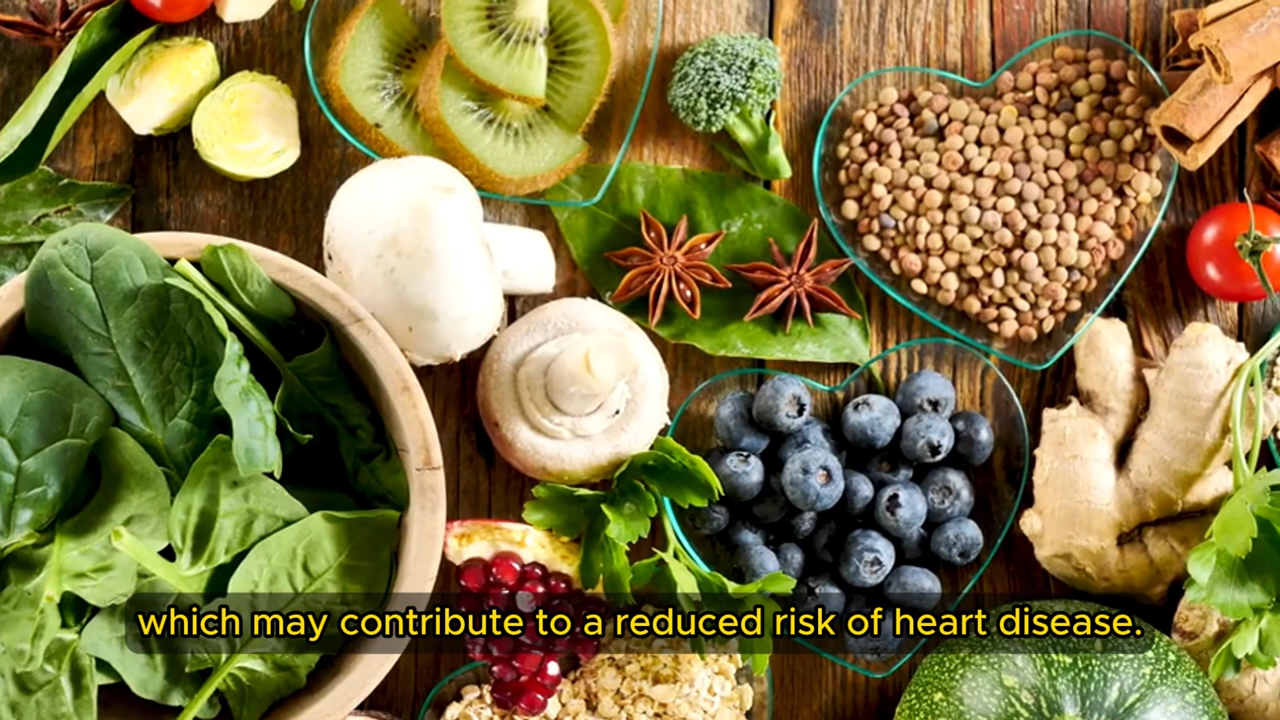 which may contribute to a reduced risk of heart disease.